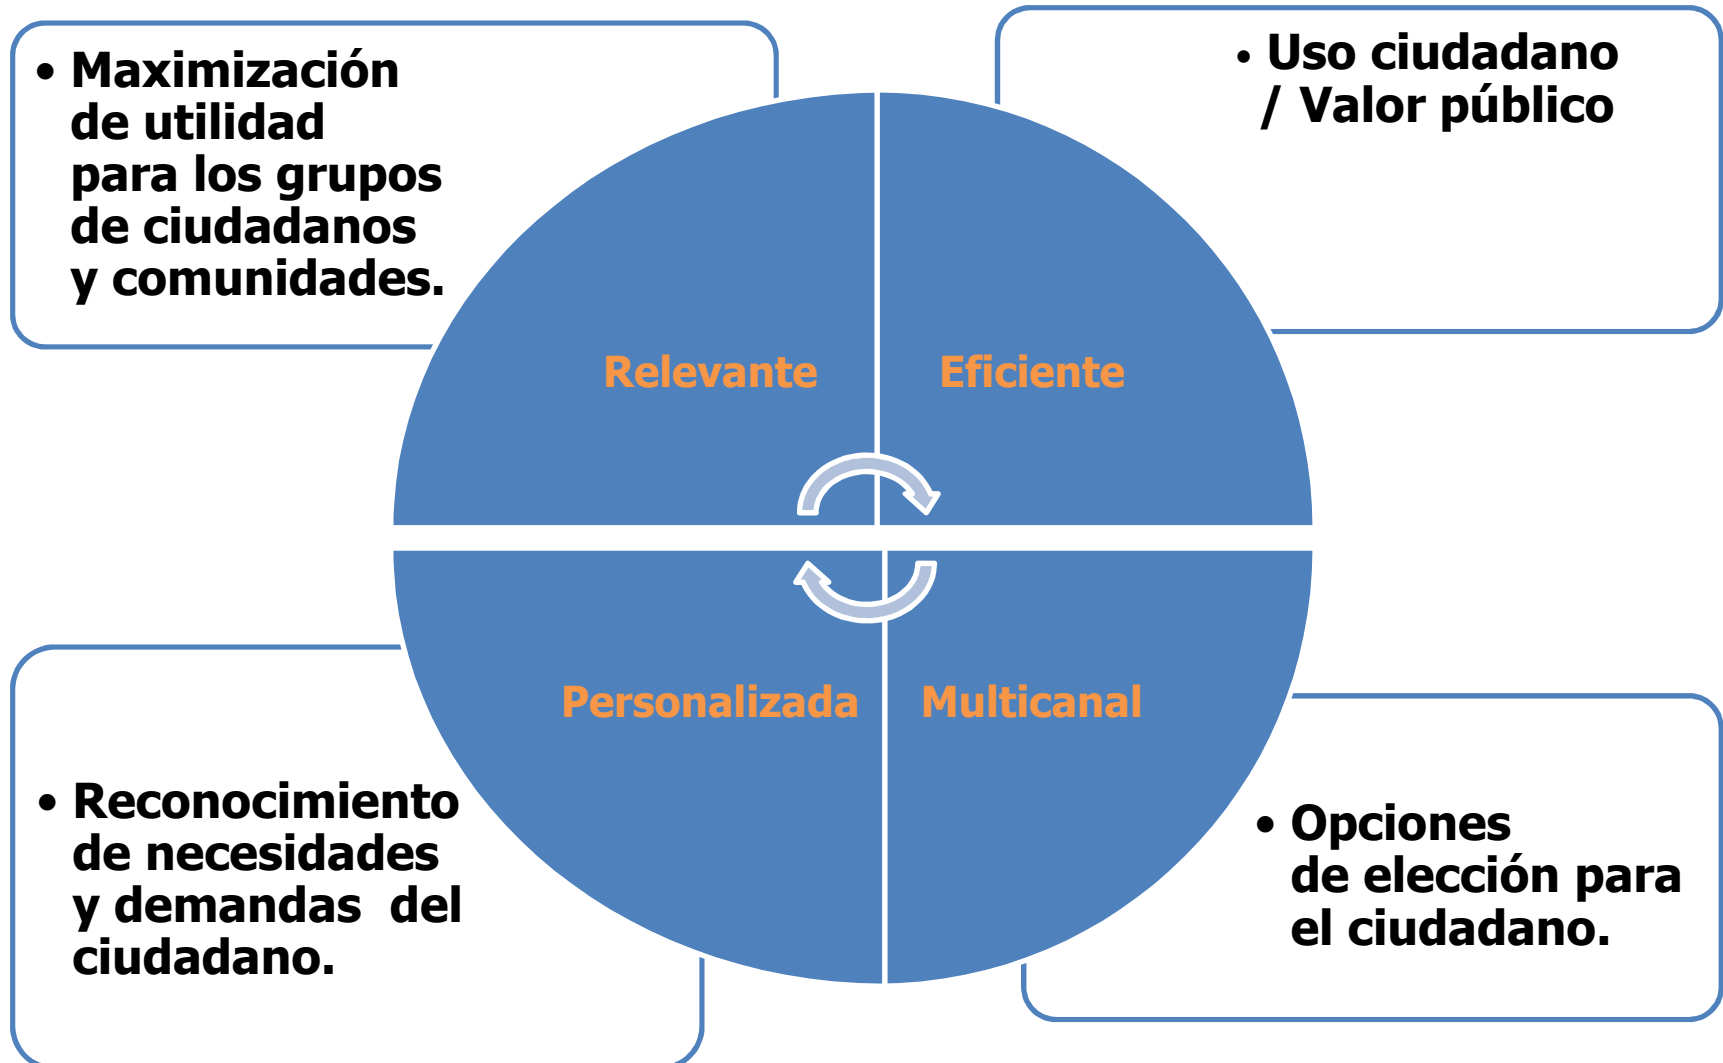 • Maximización
de utilidad
para los grupos
de ciudadanos
y comunidades.
• Uso ciudadano
/ Valor público
Relevante
Eficiente
Personalizada
Multicanal
• Reconocimiento
de necesidades
y demandas del
ciudadano.
• Opciones
de elección para
el ciudadano.